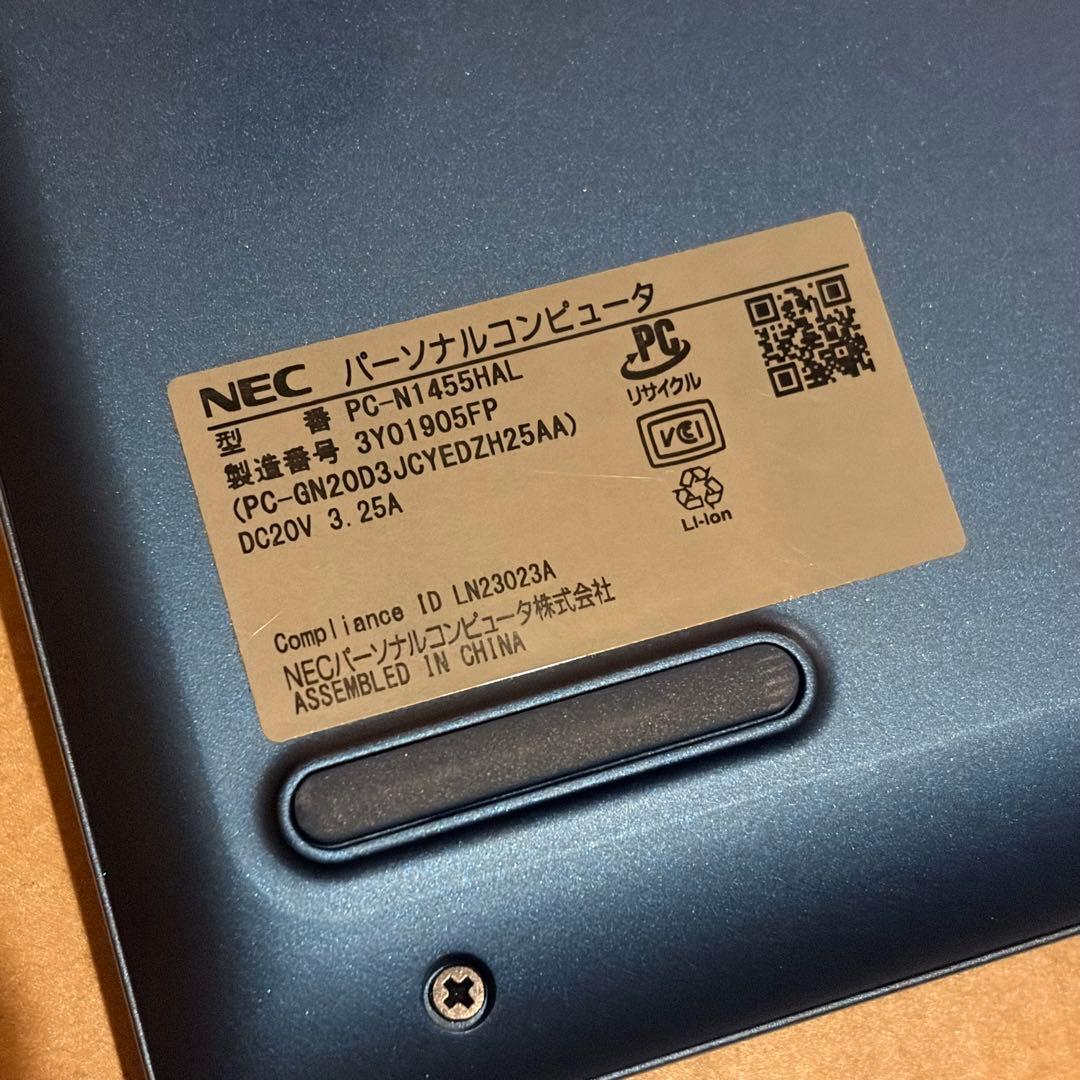 NEC パーソナルコンピュータ
型 番 PC-N1455HAL
製造番号 3Y01905FP
(PC-GN20D3JCYEDZH25AA)
DC20V 3.25A
PC
リサイクル
VCI
Li-ion
Compliance ID LN23023A
NECパーソナルコンピュータ株式会社
ASSEMBLED IN CHINA